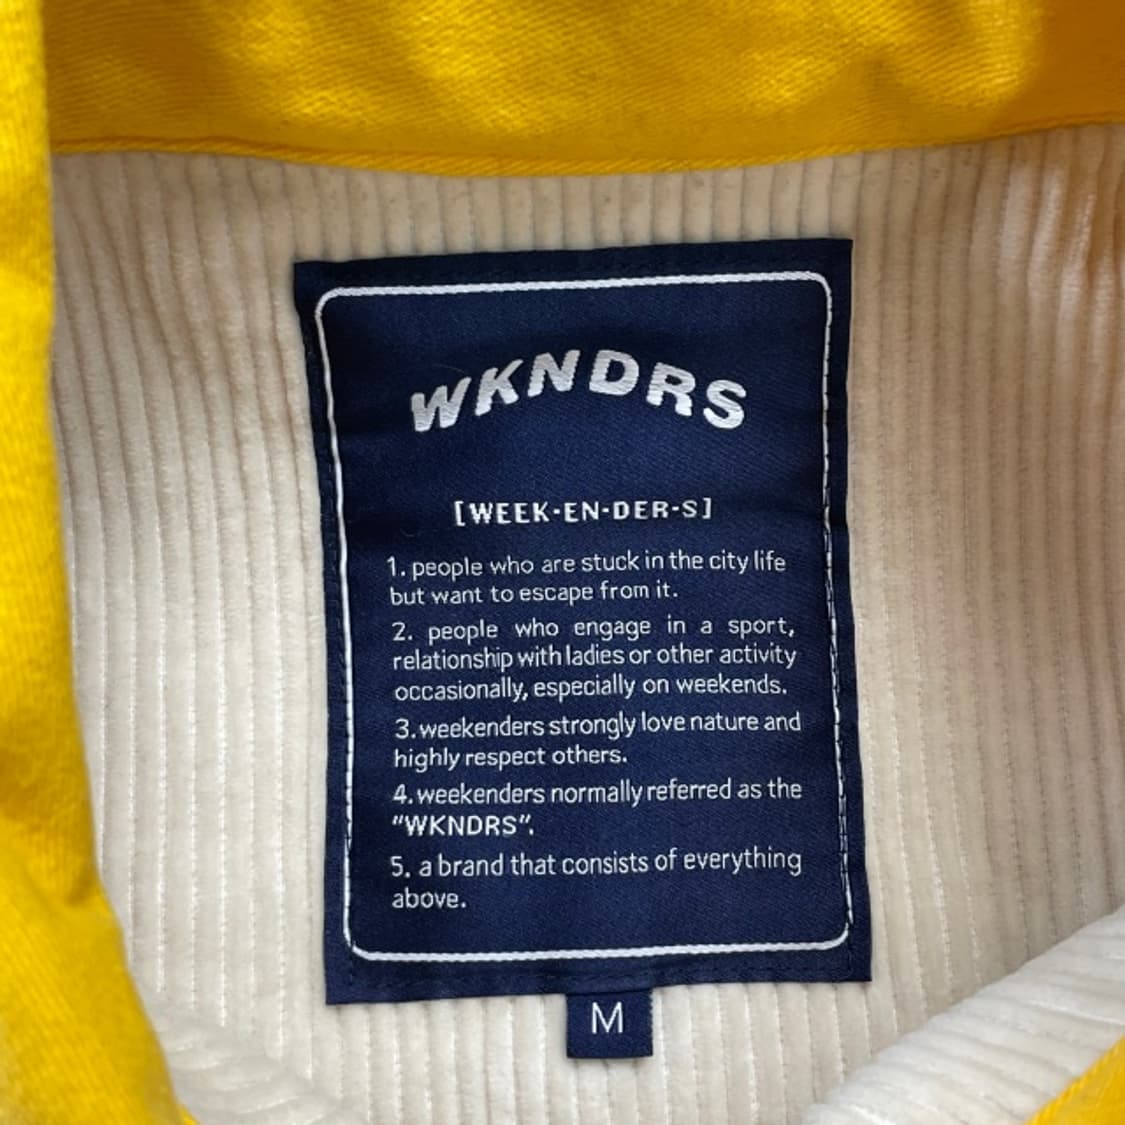 WKNDRS
[WEEK-EN-DER-S]
1. people who are stuck in the city life
but want to escape from it.
2. people who engage in a sport,
relationship with ladies or other activity
occasionally, especially on weekends.
3. weekenders strongly love nature and
highly respect others.
4. weekenders normally referred as the
"WKNDRS".
5. a brand that consists of everything
above.
M